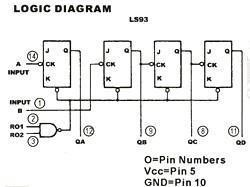 LOGIC DIAGRAM
LS93
J Q J Q J Q J Q
14
A CK CK CK CK
INPUT
K K K K
INPUT 1
B
2 12 9 8 11
RO1
RO2 QA QB QC QD
3
O=Pin Numbers
Vcc=Pin 5
GND=Pin 10